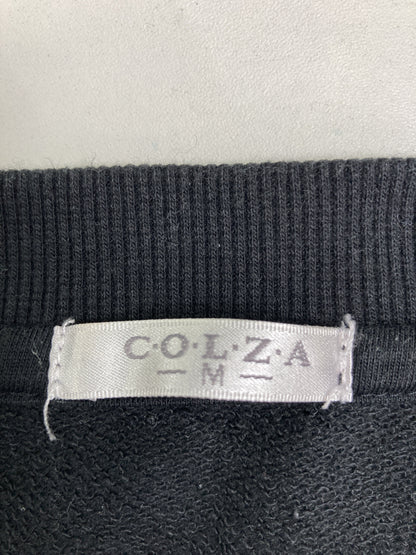 C·O·L·Z·A
— M —